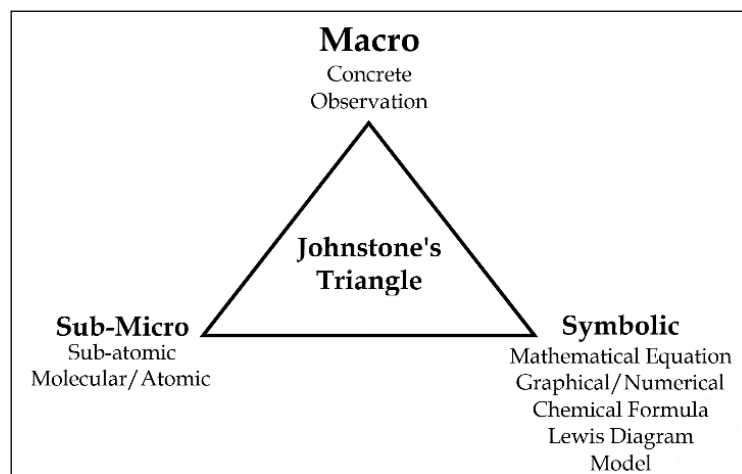 Macro
Concrete
Observation
Johnstone's
Triangle
Sub-Micro
Sub-atomic
Molecular/Atomic
Symbolic
Mathematical Equation
Graphical/Numerical
Chemical Formula
Lewis Diagram
Model